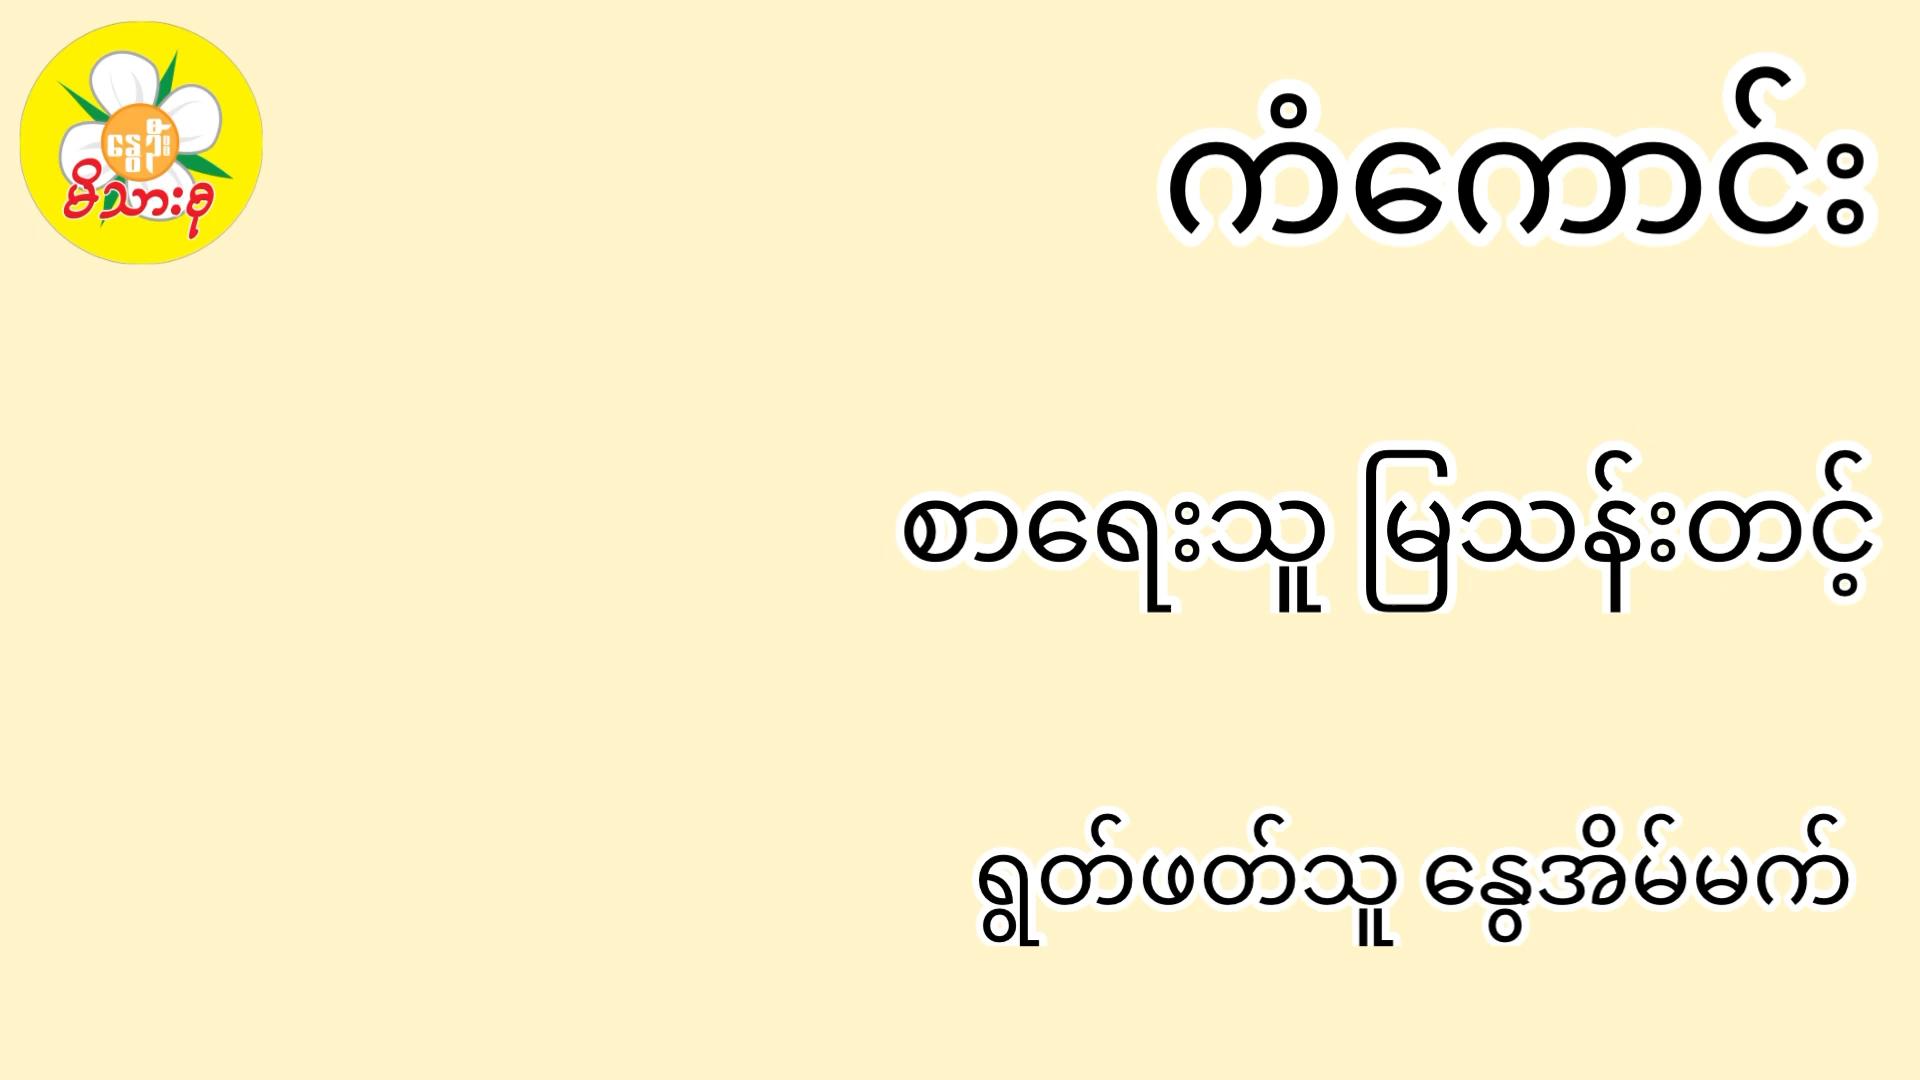 နွေဦး
မိသားစု
ကံကောင်း
စာရေးသူ မြသန်းတင့်
ရွတ်ဖတ်သူ နွေအိမ်မက်